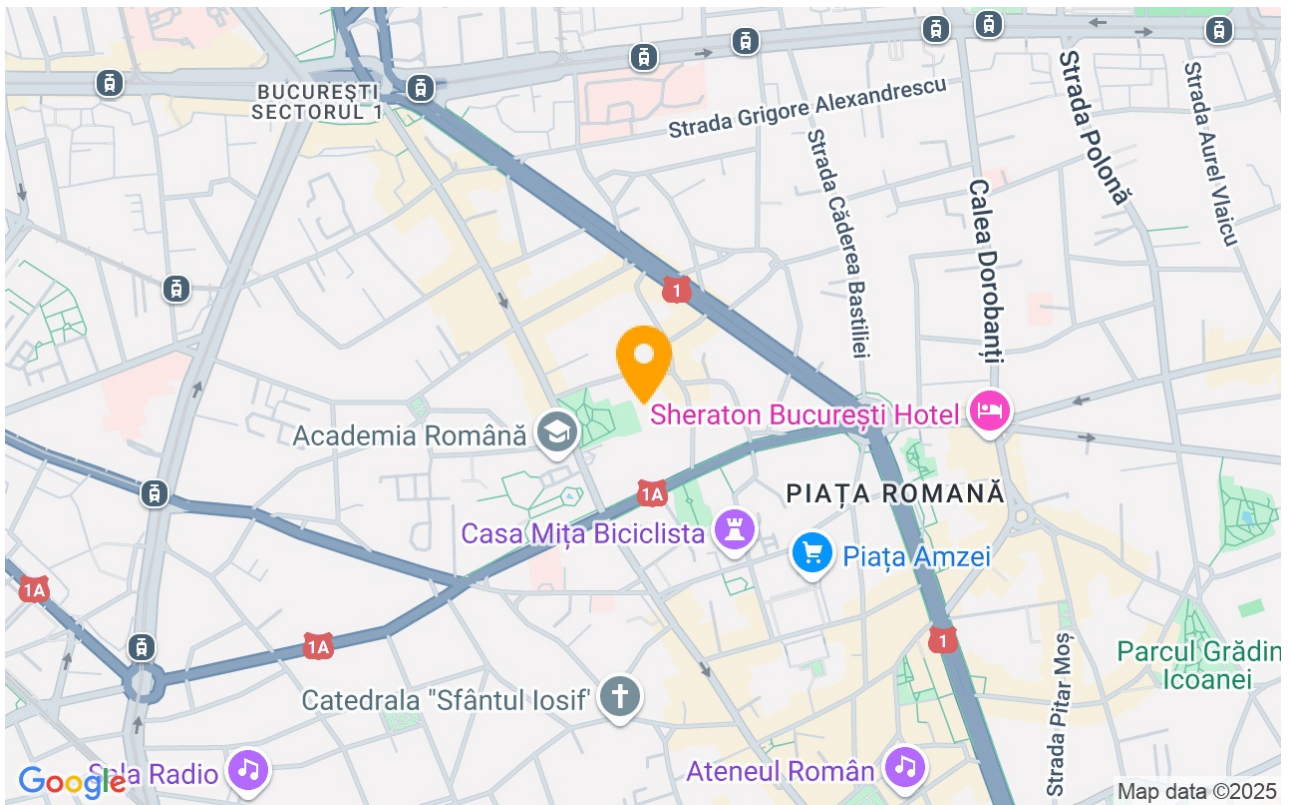 BUCUREȘTI
SECTORUL 1
Strada Grigore Alexandrescu
Strada Polonă
Strada Aurel Vlaicu
Strada Căderea Bastiliei
Calea Dorobanți
1
Sheraton București Hotel
Academia Română
1A
PIAȚA ROMANĂ
Casa Mița Biciclista
Piața Amzei
1A
1A
1
Strada Pitar Moș
Parcul Grădin
Icoanei
Catedrala "Sfântul Iosif'
Google
Sala Radio
Ateneul Român
Map data ©2025